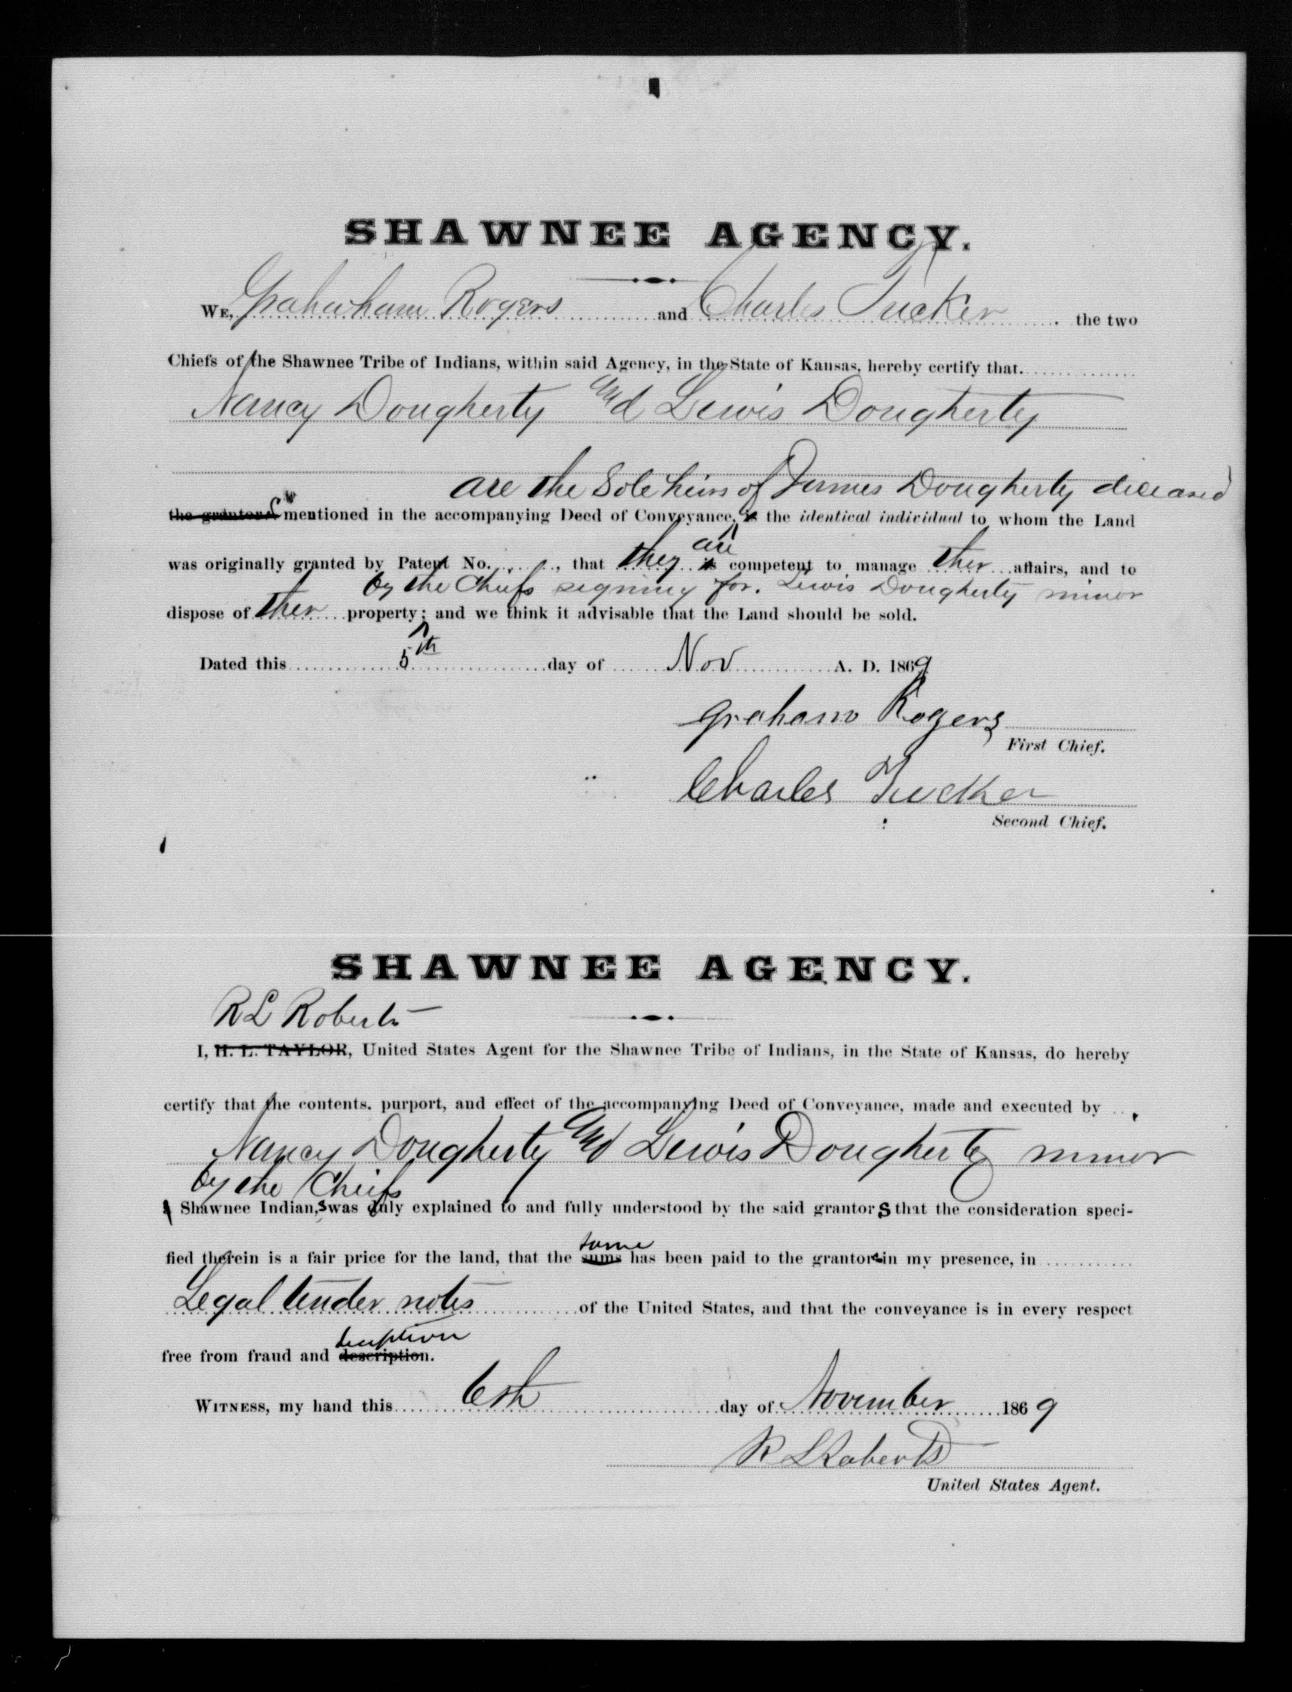 SHAWNEE AGENCY.
WE, Grahawham Rogers and Charles Tucker the two
Chiefs of the Shawnee Tribe of Indians, within said Agency, in the State of Kansas, hereby certify that
Nancy Dougherty and Lewis Dougherty
are the Sole heirs of James Dougherty deceased
the grantors mentioned in the accompanying Deed of Conveyance, is the identical individual to whom the Land
are
was originally granted by Patent No. , that they is competent to manage ther affairs, and to
by the Chiefs signing for. Lewis Dougherty minor
dispose of ther property; and we think it advisable that the Land should be sold.
Dated this 5th day of Nov A. D. 1869
Graham Rogers
First Chief.
Charles Tucker
Second Chief.
SHAWNEE AGENCY.
R L Roberts
I, H. L. TAYLOR, United States Agent for the Shawnee Tribe of Indians, in the State of Kansas, do hereby
certify that the contents, purport, and effect of the accompanying Deed of Conveyance, made and executed by
Nancy Dougherty and Lewis Dougherty minor
by the Chiefs
Shawnee Indian,s was duly explained to and fully understood by the said grantors that the consideration speci-
same
fied therein is a fair price for the land, that the sums has been paid to the grantors in my presence, in
Legal tender notes of the United States, and that the conveyance is in every respect
deception
free from fraud and description.
WITNESS, my hand this 6th day of November 1869
R L Roberts
United States Agent.